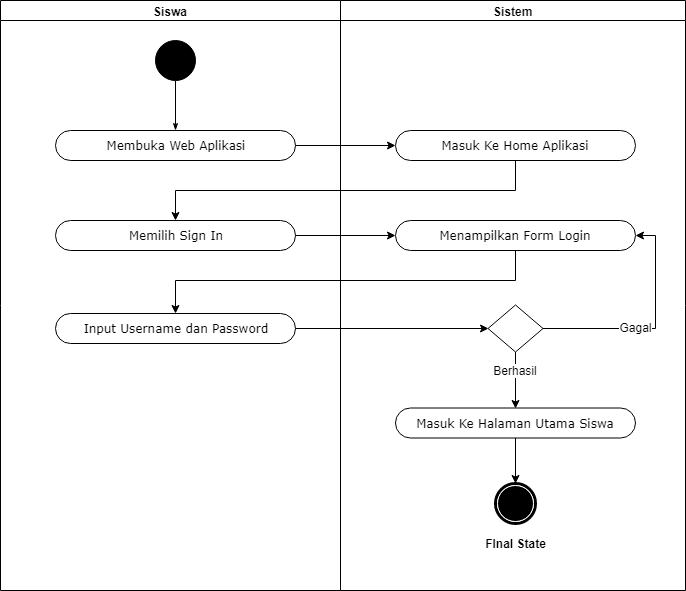 Siswa
Sistem
Membuka Web Aplikasi
Masuk Ke Home Aplikasi
Memilih Sign In
Menampilkan Form Login
Input Username dan Password
Gagal
Berhasil
Masuk Ke Halaman Utama Siswa
FInal State